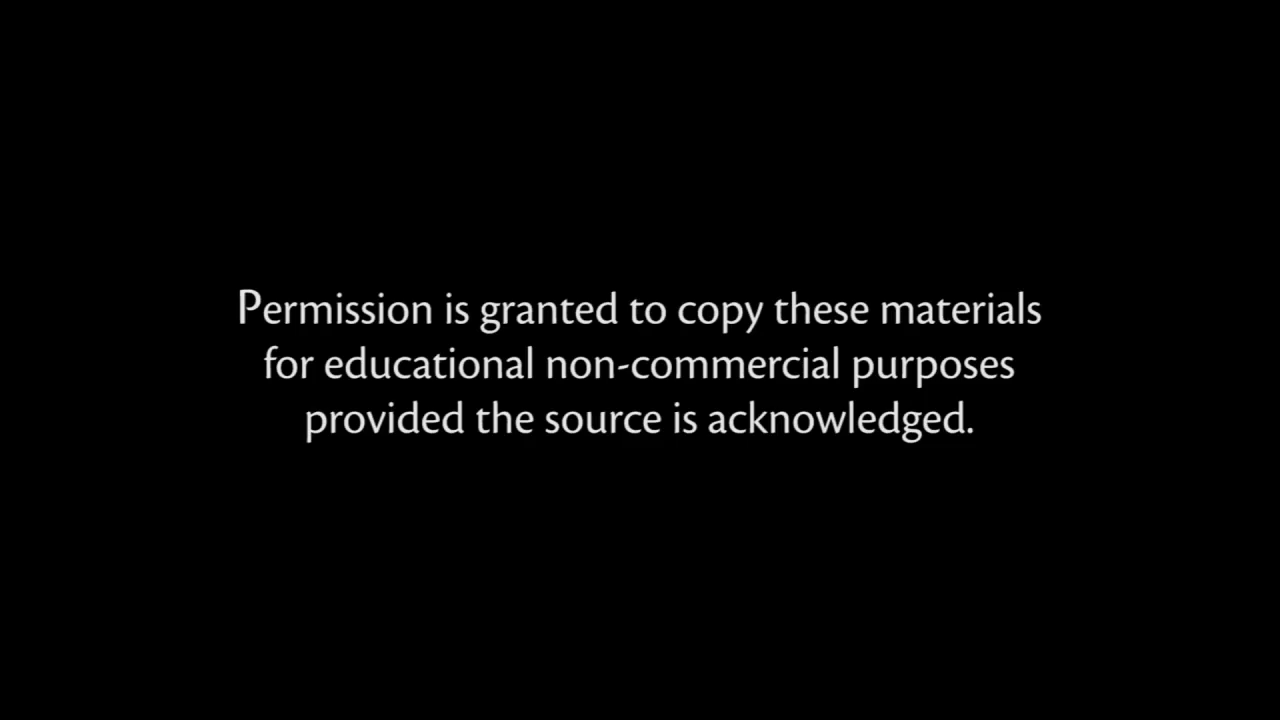 Permission is granted to copy these materials
for educational non-commercial purposes
provided the source is acknowledged.